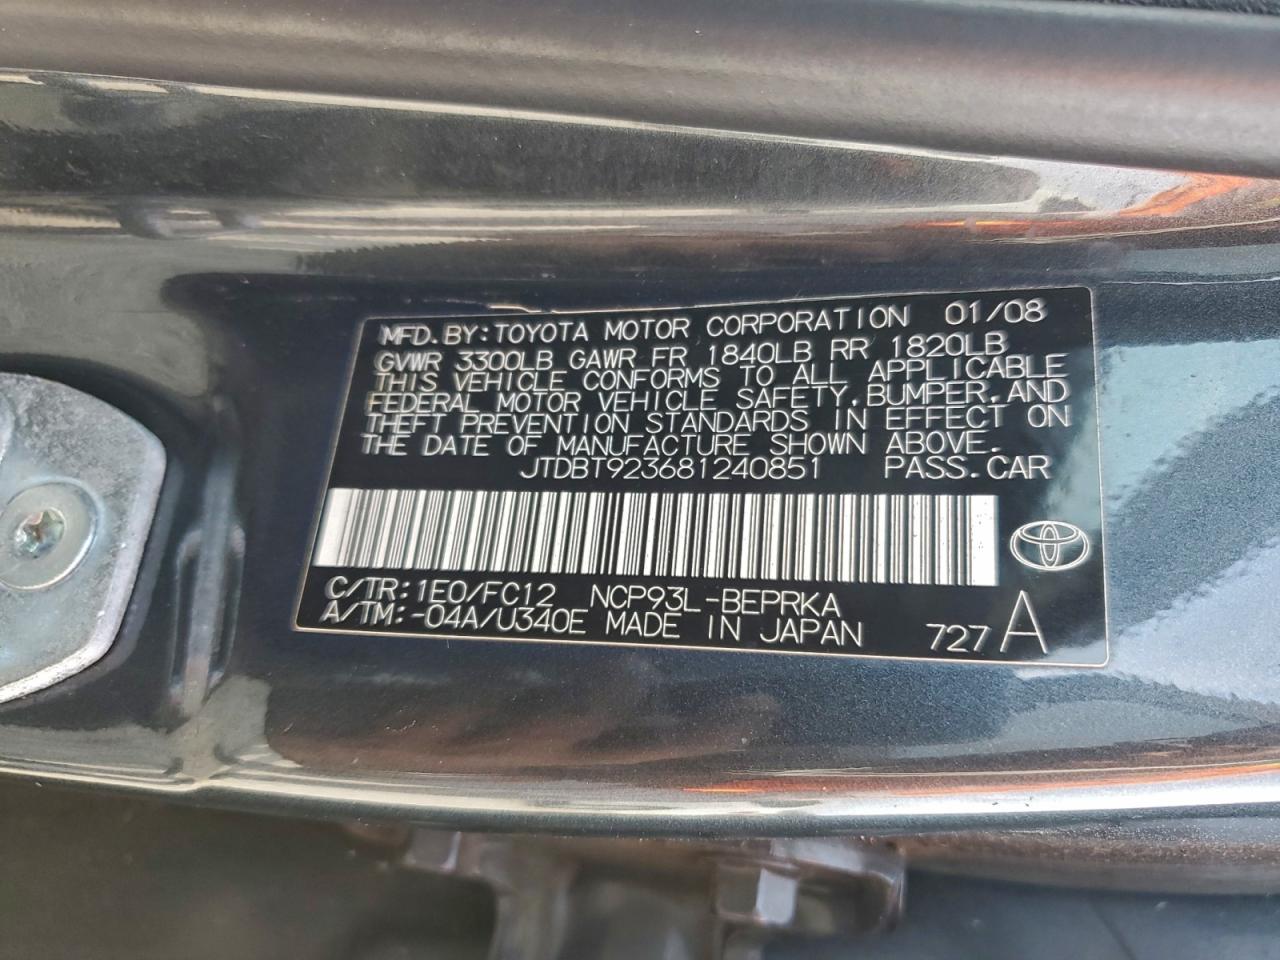 MFD. BY: TOYOTA MOTOR CORPORATION 01/08
GVWR 3300LB GAWR FR 1840LB RR 1820LB
THIS VEHICLE CONFORMS TO ALL APPLICABLE
FEDERAL MOTOR VEHICLE SAFETY, BUMPER, AND
THEFT PREVENTION STANDARDS IN EFFECT ON
THE DATE OF MANUFACTURE SHOWN ABOVE.
JTDBT923681240851 PASS. CAR
C/TR: 1E0/FC12 NCP93L-BEPRKA
A/TM: -04A/U340E MADE IN JAPAN 727 A